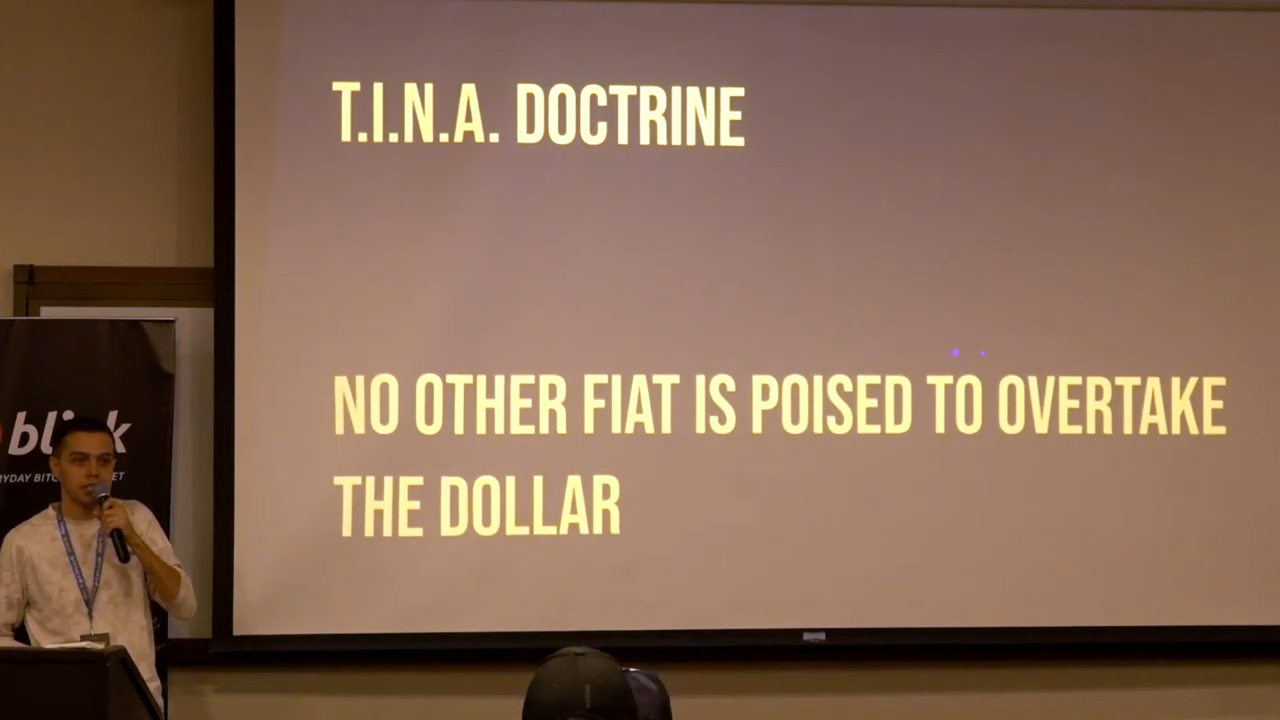 T.I.N.A. DOCTRINE
NO OTHER FIAT IS POISED TO OVERTAKE
THE DOLLAR